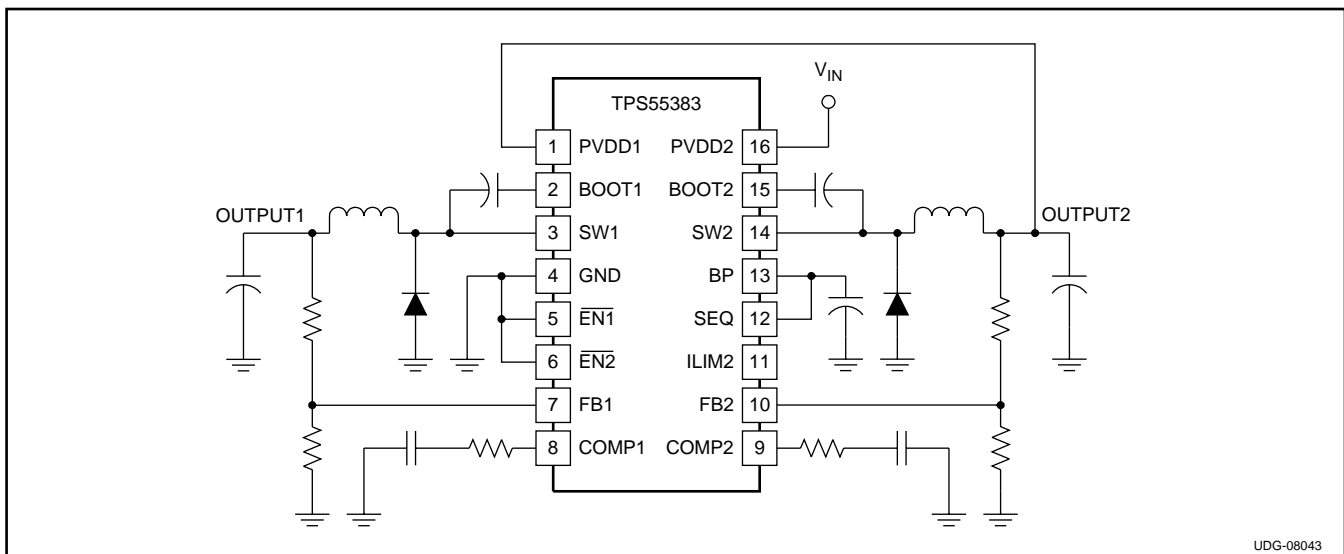 V_IN
TPS55383
1 PVDD1 PVDD2 16
2 BOOT1 BOOT2 15
OUTPUT1 OUTPUT2
3 SW1 SW2 14
4 GND BP 13
5 EN1 SEQ 12
6 EN2 ILIM2 11
7 FB1 FB2 10
8 COMP1 COMP2 9
UDG-08043